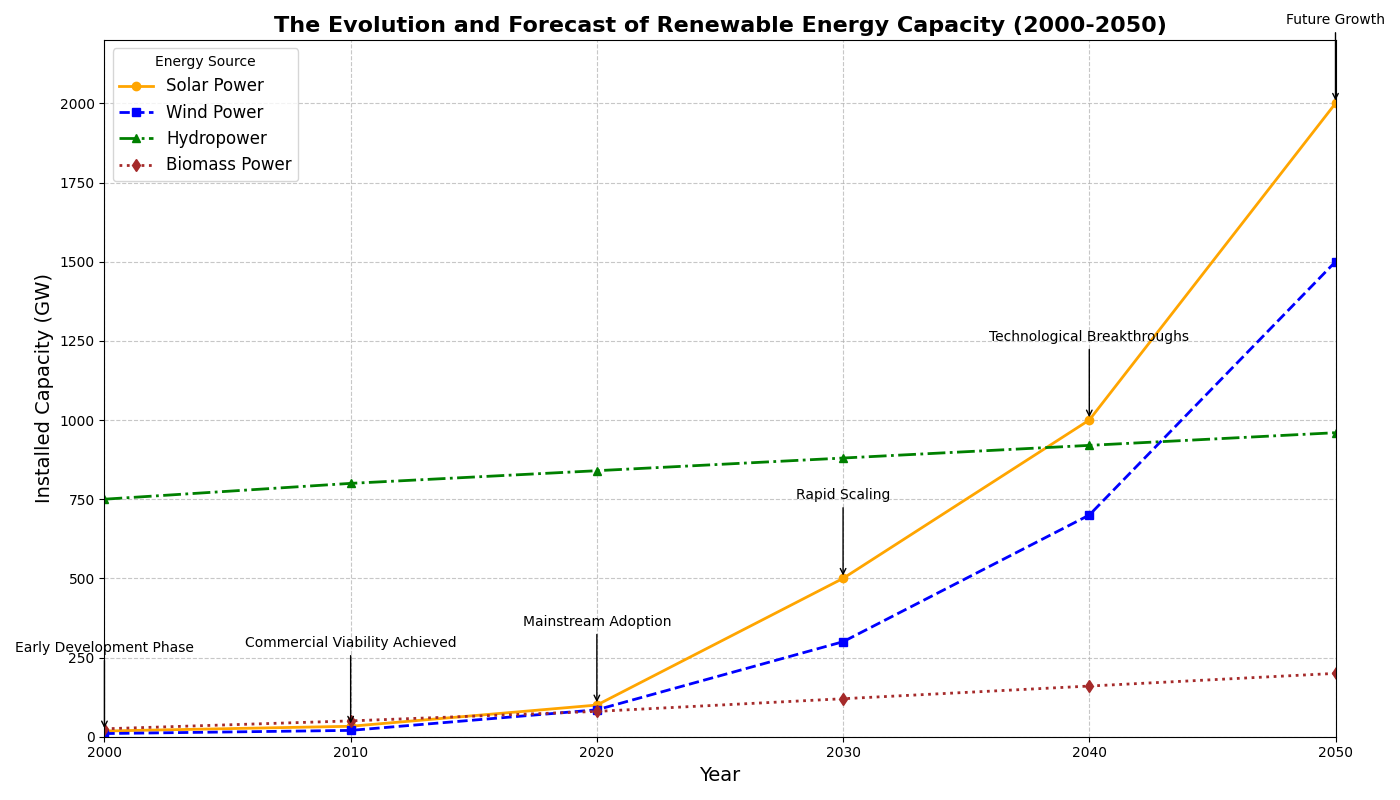 Future Growth
The Evolution and Forecast of Renewable Energy Capacity (2000-2050)
Energy Source
Solar Power
Wind Power
Hydropower
Biomass Power
2000
1750
1500
1250
1000
750
500
250
0
Installed Capacity (GW)
Technological Breakthroughs
Rapid Scaling
Mainstream Adoption
Commercial Viability Achieved
Early Development Phase
2000
2010
2020
2030
2040
2050
Year